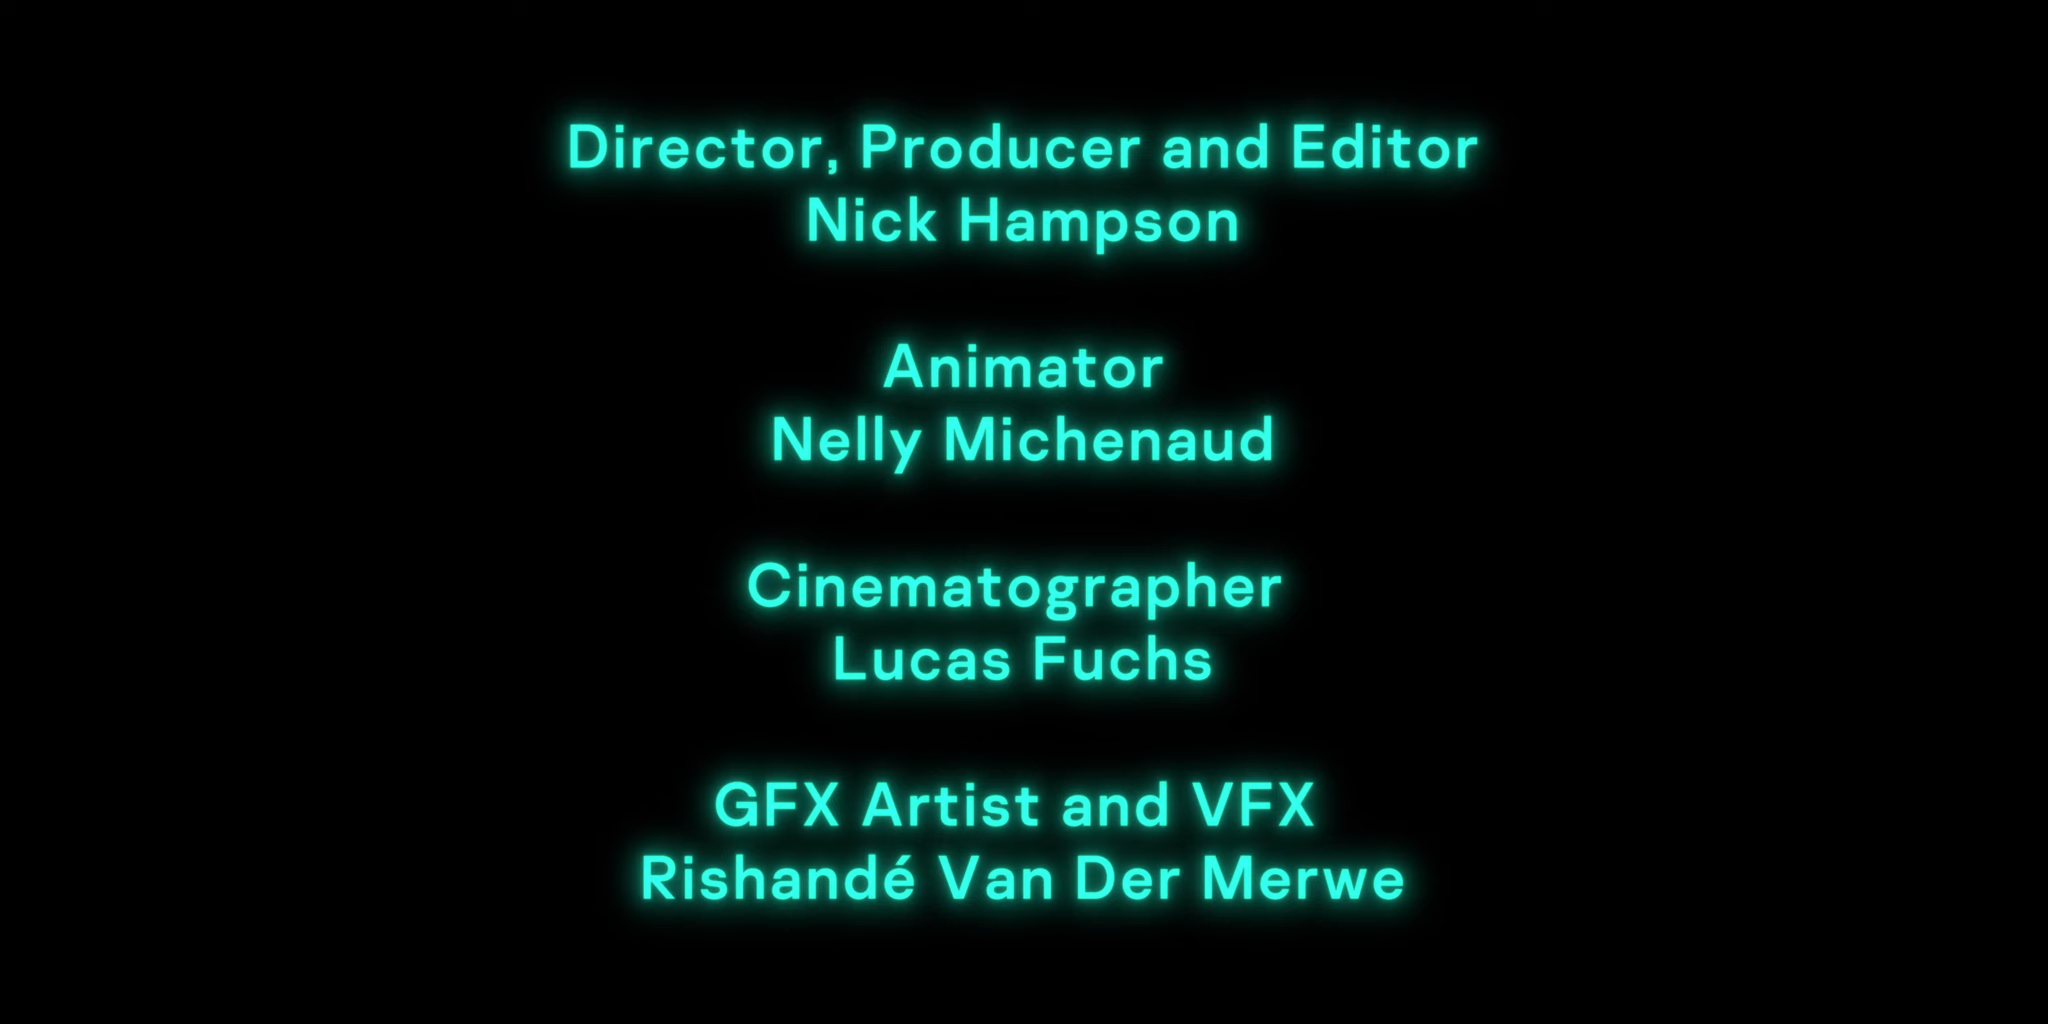 Director, Producer and Editor
Nick Hampson
Animator
Nelly Michenaud
Cinematographer
Lucas Fuchs
GFX Artist and VFX
Rishandé Van Der Merwe